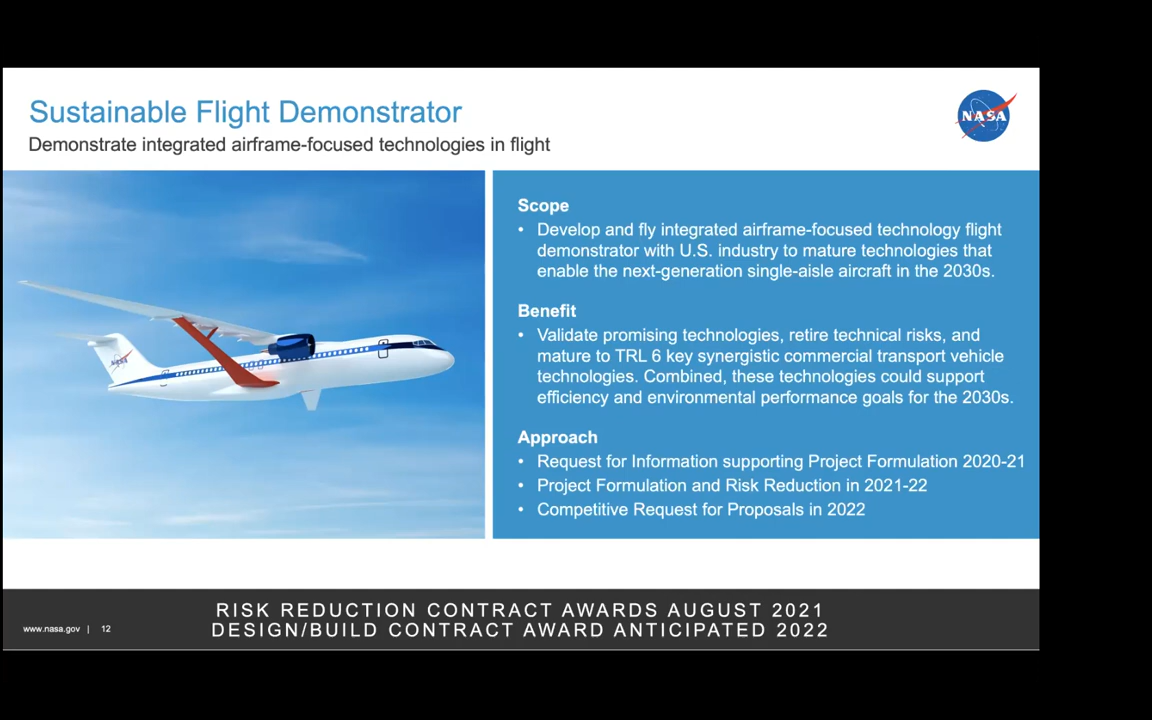 Sustainable Flight Demonstrator
Demonstrate integrated airframe-focused technologies in flight
NASA
NASA
Scope
• Develop and fly integrated airframe-focused technology flight
demonstrator with U.S. industry to mature technologies that
enable the next-generation single-aisle aircraft in the 2030s.
Benefit
• Validate promising technologies, retire technical risks, and
mature to TRL 6 key synergistic commercial transport vehicle
technologies. Combined, these technologies could support
efficiency and environmental performance goals for the 2030s.
Approach
• Request for Information supporting Project Formulation 2020-21
• Project Formulation and Risk Reduction in 2021-22
• Competitive Request for Proposals in 2022
RISK REDUCTION CONTRACT AWARDS AUGUST 2021
DESIGN/BUILD CONTRACT AWARD ANTICIPATED 2022
www.nasa.gov | 12